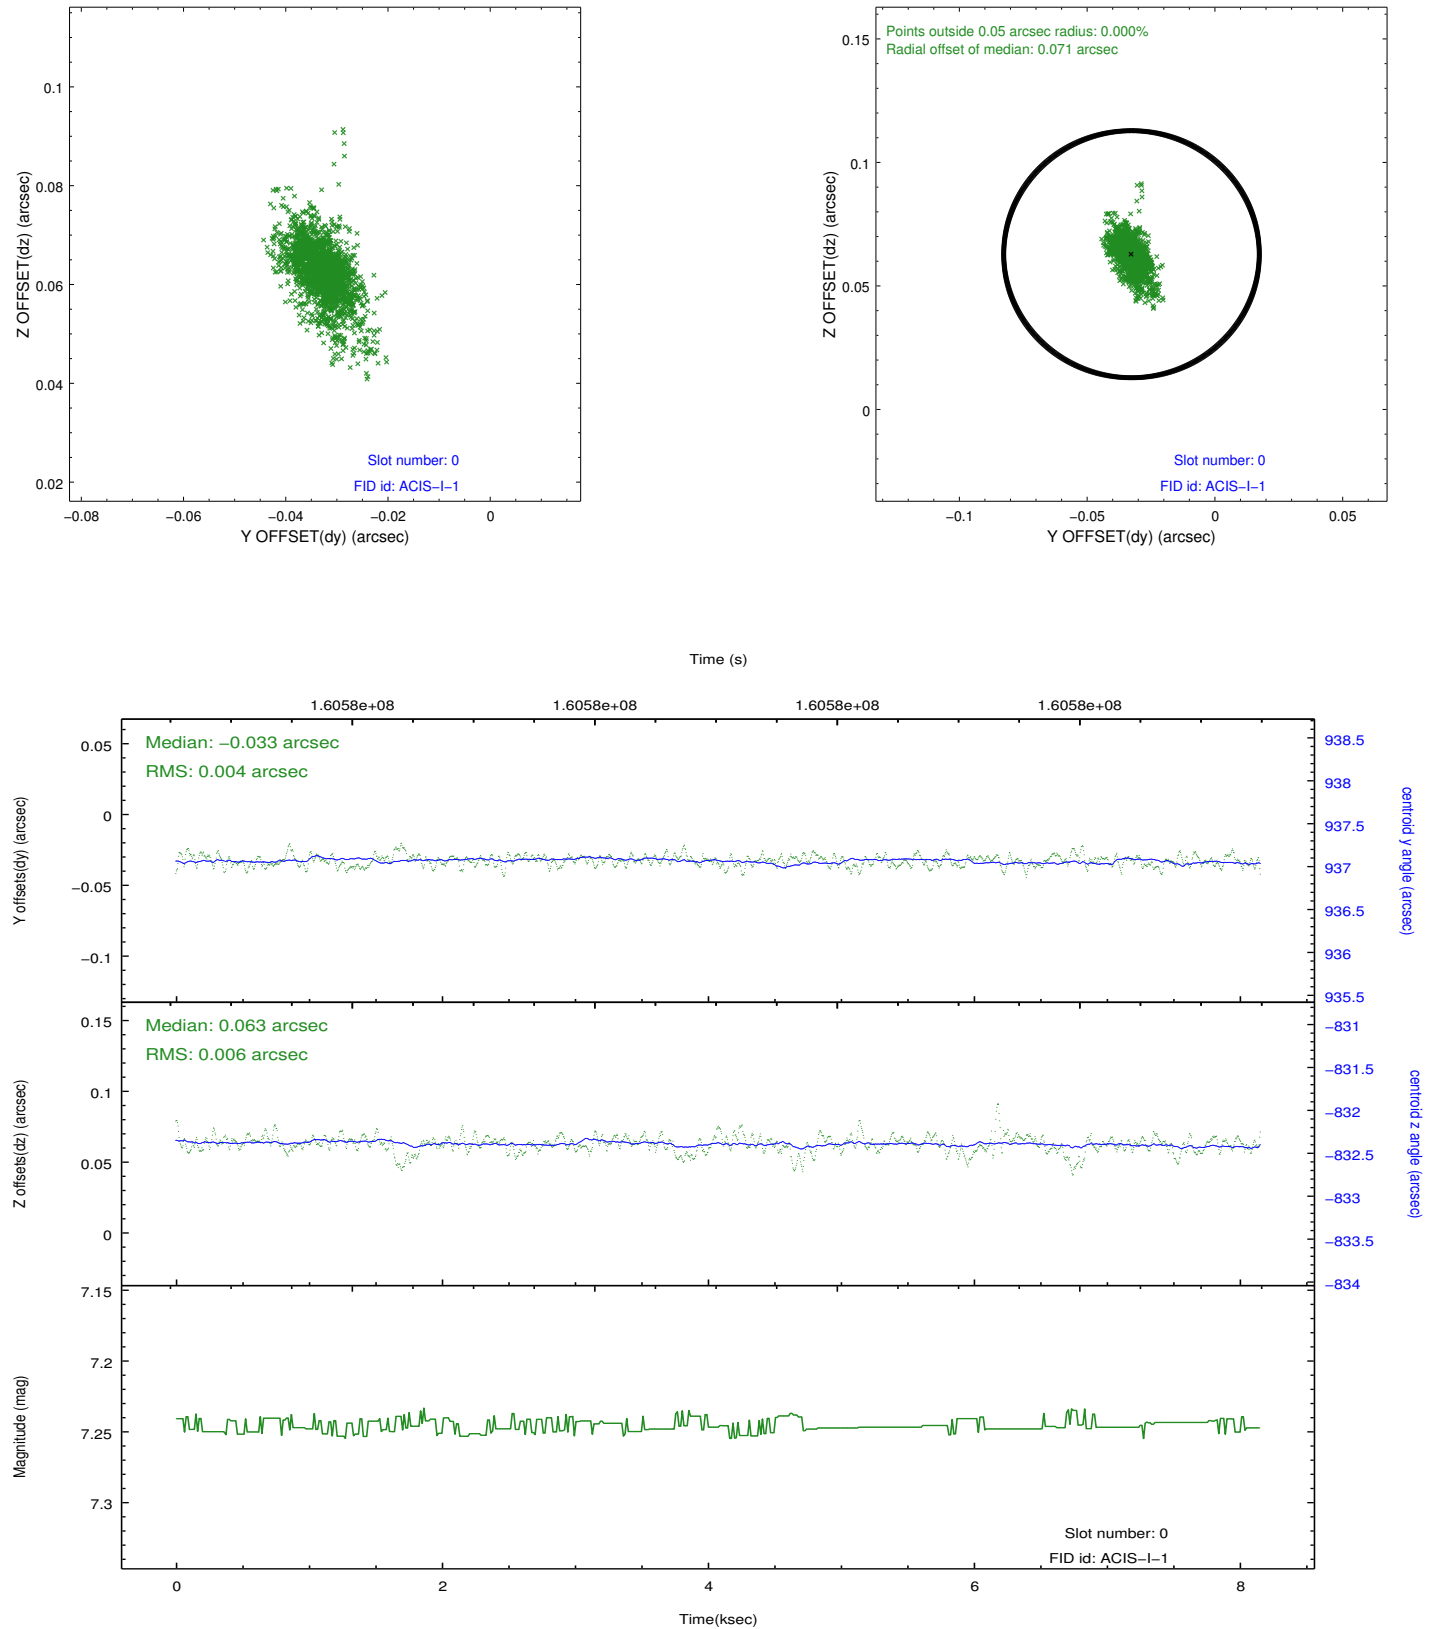 0.1
0.08
0.06
0.04
0.02
Z OFFSET(dz) (arcsec)
Slot number: 0
FID id: ACIS−I−1
−0.08 −0.06 −0.04 −0.02 0
Y OFFSET(dy) (arcsec)
Points outside 0.05 arcsec radius: 0.000%
Radial offset of median: 0.071 arcsec
0.15
0.1
0.05
0
Z OFFSET(dz) (arcsec)
Slot number: 0
FID id: ACIS−I−1
−0.1 −0.05 0 0.05
Y OFFSET(dy) (arcsec)
Time (s)
1.6058e+08 1.6058e+08 1.6058e+08 1.6058e+08
Median: −0.033 arcsec
RMS: 0.004 arcsec
0.05
0
−0.05
−0.1
Y offsets(dy) (arcsec)
938.5
938
937.5
937
936.5
936
935.5
centroid y angle (arcsec)
Median: 0.063 arcsec
RMS: 0.006 arcsec
0.15
0.1
0.05
0
Z offsets(dz) (arcsec)
−831
−831.5
−832
−832.5
−833
−833.5
−834
centroid z angle (arcsec)
7.15
7.2
7.25
7.3
Magnitude (mag)
Slot number: 0
FID id: ACIS−I−1
0 2 4 6 8
Time(ksec)